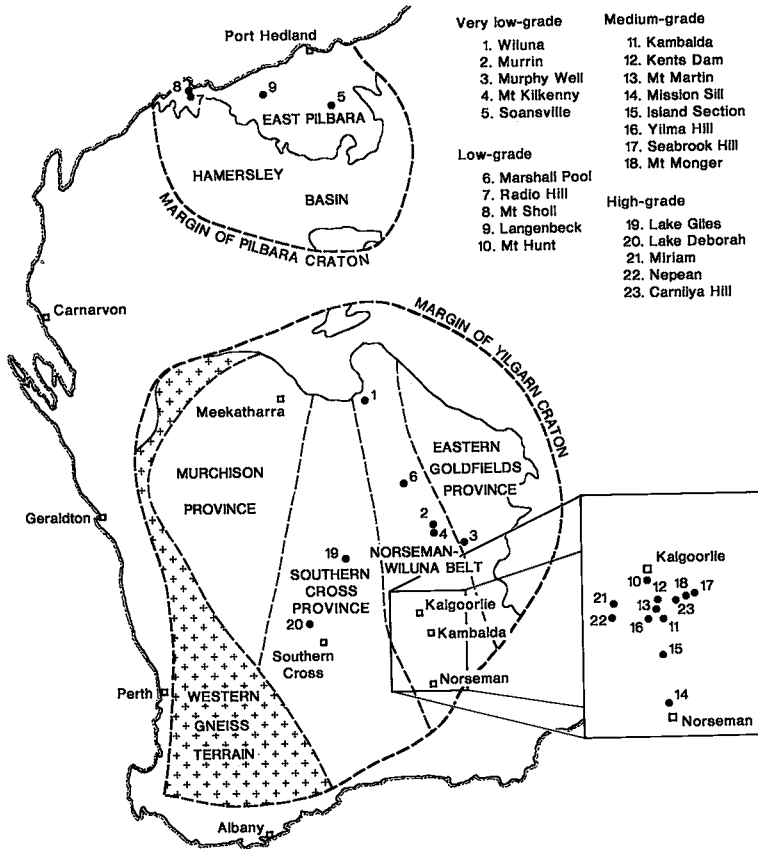 Port Hedland
8
7
9
5
EAST PILBARA
HAMERSLEY
BASIN
MARGIN OF PILBARA CRATON
Very low-grade
1. Wiluna
2. Murrin
3. Murphy Well
4. Mt Kilkenny
5. Soansville
Low-grade
6. Marshall Pool
7. Radio Hill
8. Mt Sholl
9. Langenbeck
10. Mt Hunt
Medium-grade
11. Kambalda
12. Kents Dam
13. Mt Martin
14. Mission Sill
15. Island Section
16. Yilma Hill
17. Seabrook Hill
18. Mt Monger
High-grade
19. Lake Giles
20. Lake Deborah
21. Miriam
22. Nepean
23. Carnilya Hill
Carnarvon
MARGIN OF YILGARN CRATON
Meekatharra
1
MURCHISON
PROVINCE
EASTERN
GOLDFIELDS
PROVINCE
6
Geraldton
2
4
3
19
NORSEMAN-
WILUNA BELT
SOUTHERN
CROSS
PROVINCE
20
Southern
Cross
Kalgoorlie
Kambalda
Norseman
Perth
WESTERN
GNEISS
TERRAIN
Albany
Kalgoorlie
10
12
18
17
21
13
23
22
16
11
15
14
Norseman